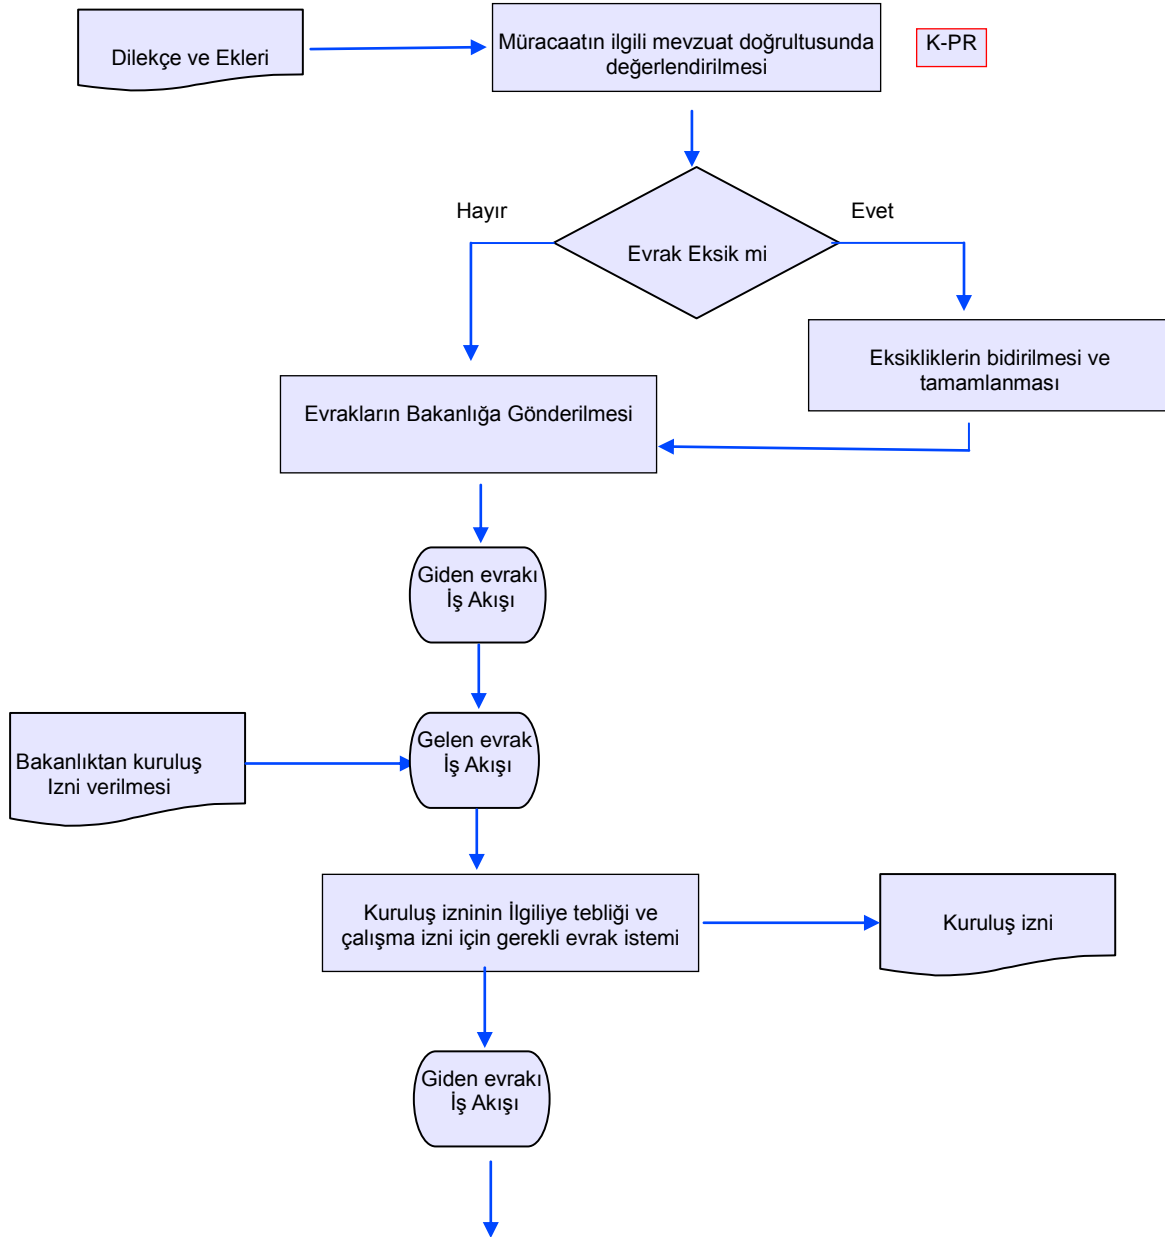 Dilekçe ve Ekleri
Müracaatın ilgili mevzuat doğrultusunda
değerlendirilmesi
K-PR
Hayır
Evet
Evrak Eksik mi
Eksikliklerin bidirilmesi ve
tamamlanması
Evrakların Bakanlığa Gönderilmesi
Giden evrakı
İş Akışı
Gelen evrak
İş Akışı
Bakanlıktan kuruluş
Izni verilmesi
Kuruluş izninin İlgiliye tebliği ve
çalışma izni için gerekli evrak istemi
Kuruluş izni
Giden evrakı
İş Akışı